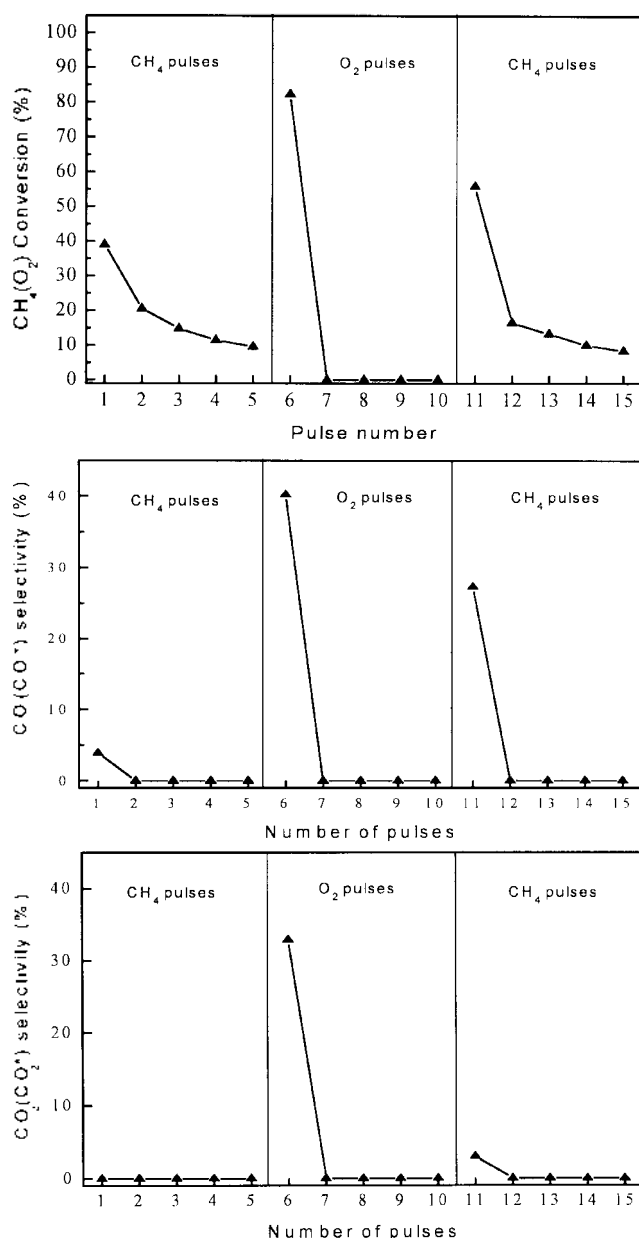 CH4 pulses
O2 pulses
CH4 pulses
100
90
80
70
60
50
40
30
20
10
0
CH4(O2) Conversion (%)
1 2 3 4 5 6 7 8 9 10 11 12 13 14 15
Pulse number
CH4 pulses
O2 pulses
CH4 pulses
40
30
20
10
0
CO(CO*) selectivity (%)
1 2 3 4 5 6 7 8 9 10 11 12 13 14 15
Number of pulses
CH4 pulses
O2 pulses
CH4 pulses
40
30
20
10
0
CO2(CO2*) selectivity (%)
1 2 3 4 5 6 7 8 9 10 11 12 13 14 15
Number of pulses